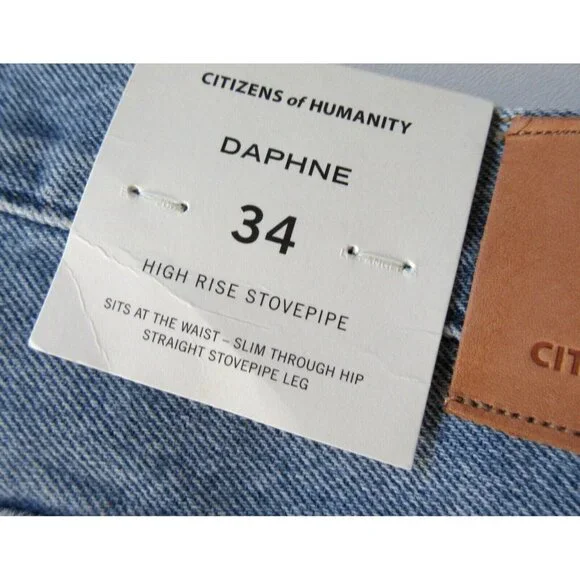 CITIZENS of HUMANITY
DAPHNE
34
HIGH RISE STOVEPIPE
SITS AT THE WAIST – SLIM THROUGH HIP
STRAIGHT STOVEPIPE LEG
CIT